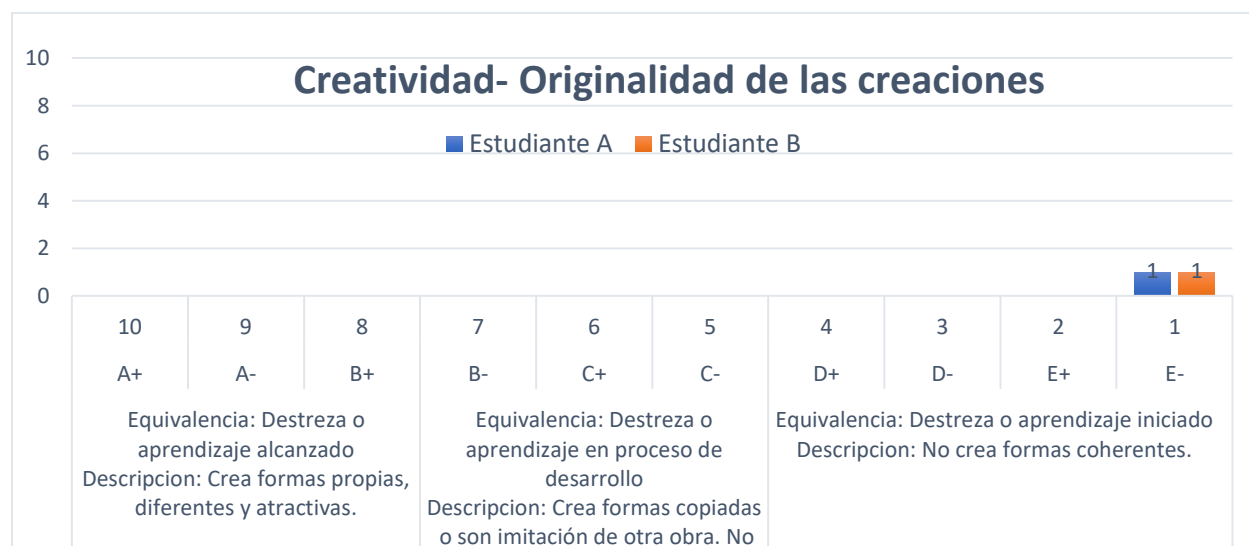 Creatividad- Originalidad de las creaciones
Estudiante A Estudiante B
10
8
6
4
2
0
1 1
10 9 8 7 6 5 4 3 2 1
A+ A- B+ B- C+ C- D+ D- E+ E-
Equivalencia: Destreza o
aprendizaje alcanzado
Descripcion: Crea formas propias,
diferentes y atractivas.
Equivalencia: Destreza o
aprendizaje en proceso de
desarrollo
Descripcion: Crea formas copiadas
o son imitación de otra obra. No
Equivalencia: Destreza o aprendizaje iniciado
Descripcion: No crea formas coherentes.